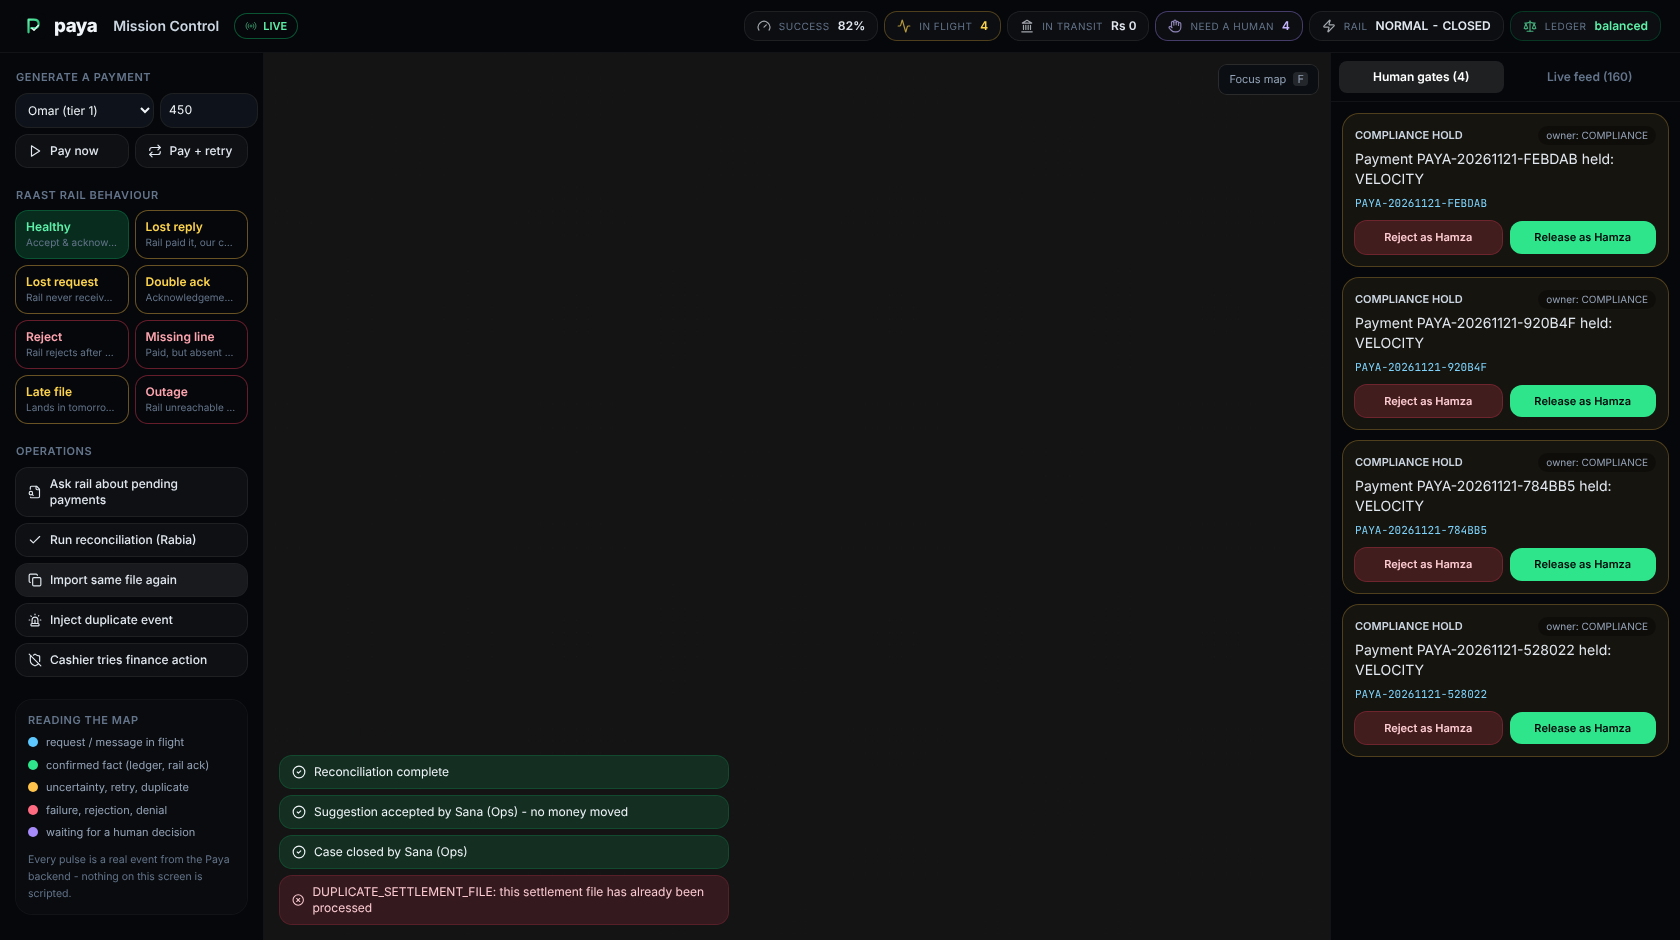 paya Mission Control LIVE
SUCCESS 82%
IN FLIGHT 4
IN TRANSIT Rs 0
NEED A HUMAN 4
RAIL NORMAL - CLOSED
LEDGER balanced
GENERATE A PAYMENT
Omar (tier 1) 450
Pay now Pay + retry
RAAST RAIL BEHAVIOUR
Healthy
Accept & acknow...
Lost reply
Rail paid it, our c...
Lost request
Rail never receiv...
Double ack
Acknowledgeme...
Reject
Rail rejects after ...
Missing line
Paid, but absent ...
Late file
Lands in tomorro...
Outage
Rail unreachable ...
OPERATIONS
Ask rail about pending
payments
Run reconciliation (Rabia)
Import same file again
Inject duplicate event
Cashier tries finance action
READING THE MAP
request / message in flight
confirmed fact (ledger, rail ack)
uncertainty, retry, duplicate
failure, rejection, denial
waiting for a human decision
Every pulse is a real event from the Paya
backend - nothing on this screen is
scripted.
Focus map F
Reconciliation complete
Suggestion accepted by Sana (Ops) - no money moved
Case closed by Sana (Ops)
DUPLICATE_SETTLEMENT_FILE: this settlement file has already been
processed
Human gates (4) Live feed (160)
COMPLIANCE HOLD owner: COMPLIANCE
Payment PAYA-20261121-FEBDAB held:
VELOCITY
PAYA-20261121-FEBDAB
Reject as Hamza Release as Hamza
COMPLIANCE HOLD owner: COMPLIANCE
Payment PAYA-20261121-920B4F held:
VELOCITY
PAYA-20261121-920B4F
Reject as Hamza Release as Hamza
COMPLIANCE HOLD owner: COMPLIANCE
Payment PAYA-20261121-784BB5 held:
VELOCITY
PAYA-20261121-784BB5
Reject as Hamza Release as Hamza
COMPLIANCE HOLD owner: COMPLIANCE
Payment PAYA-20261121-528022 held:
VELOCITY
PAYA-20261121-528022
Reject as Hamza Release as Hamza